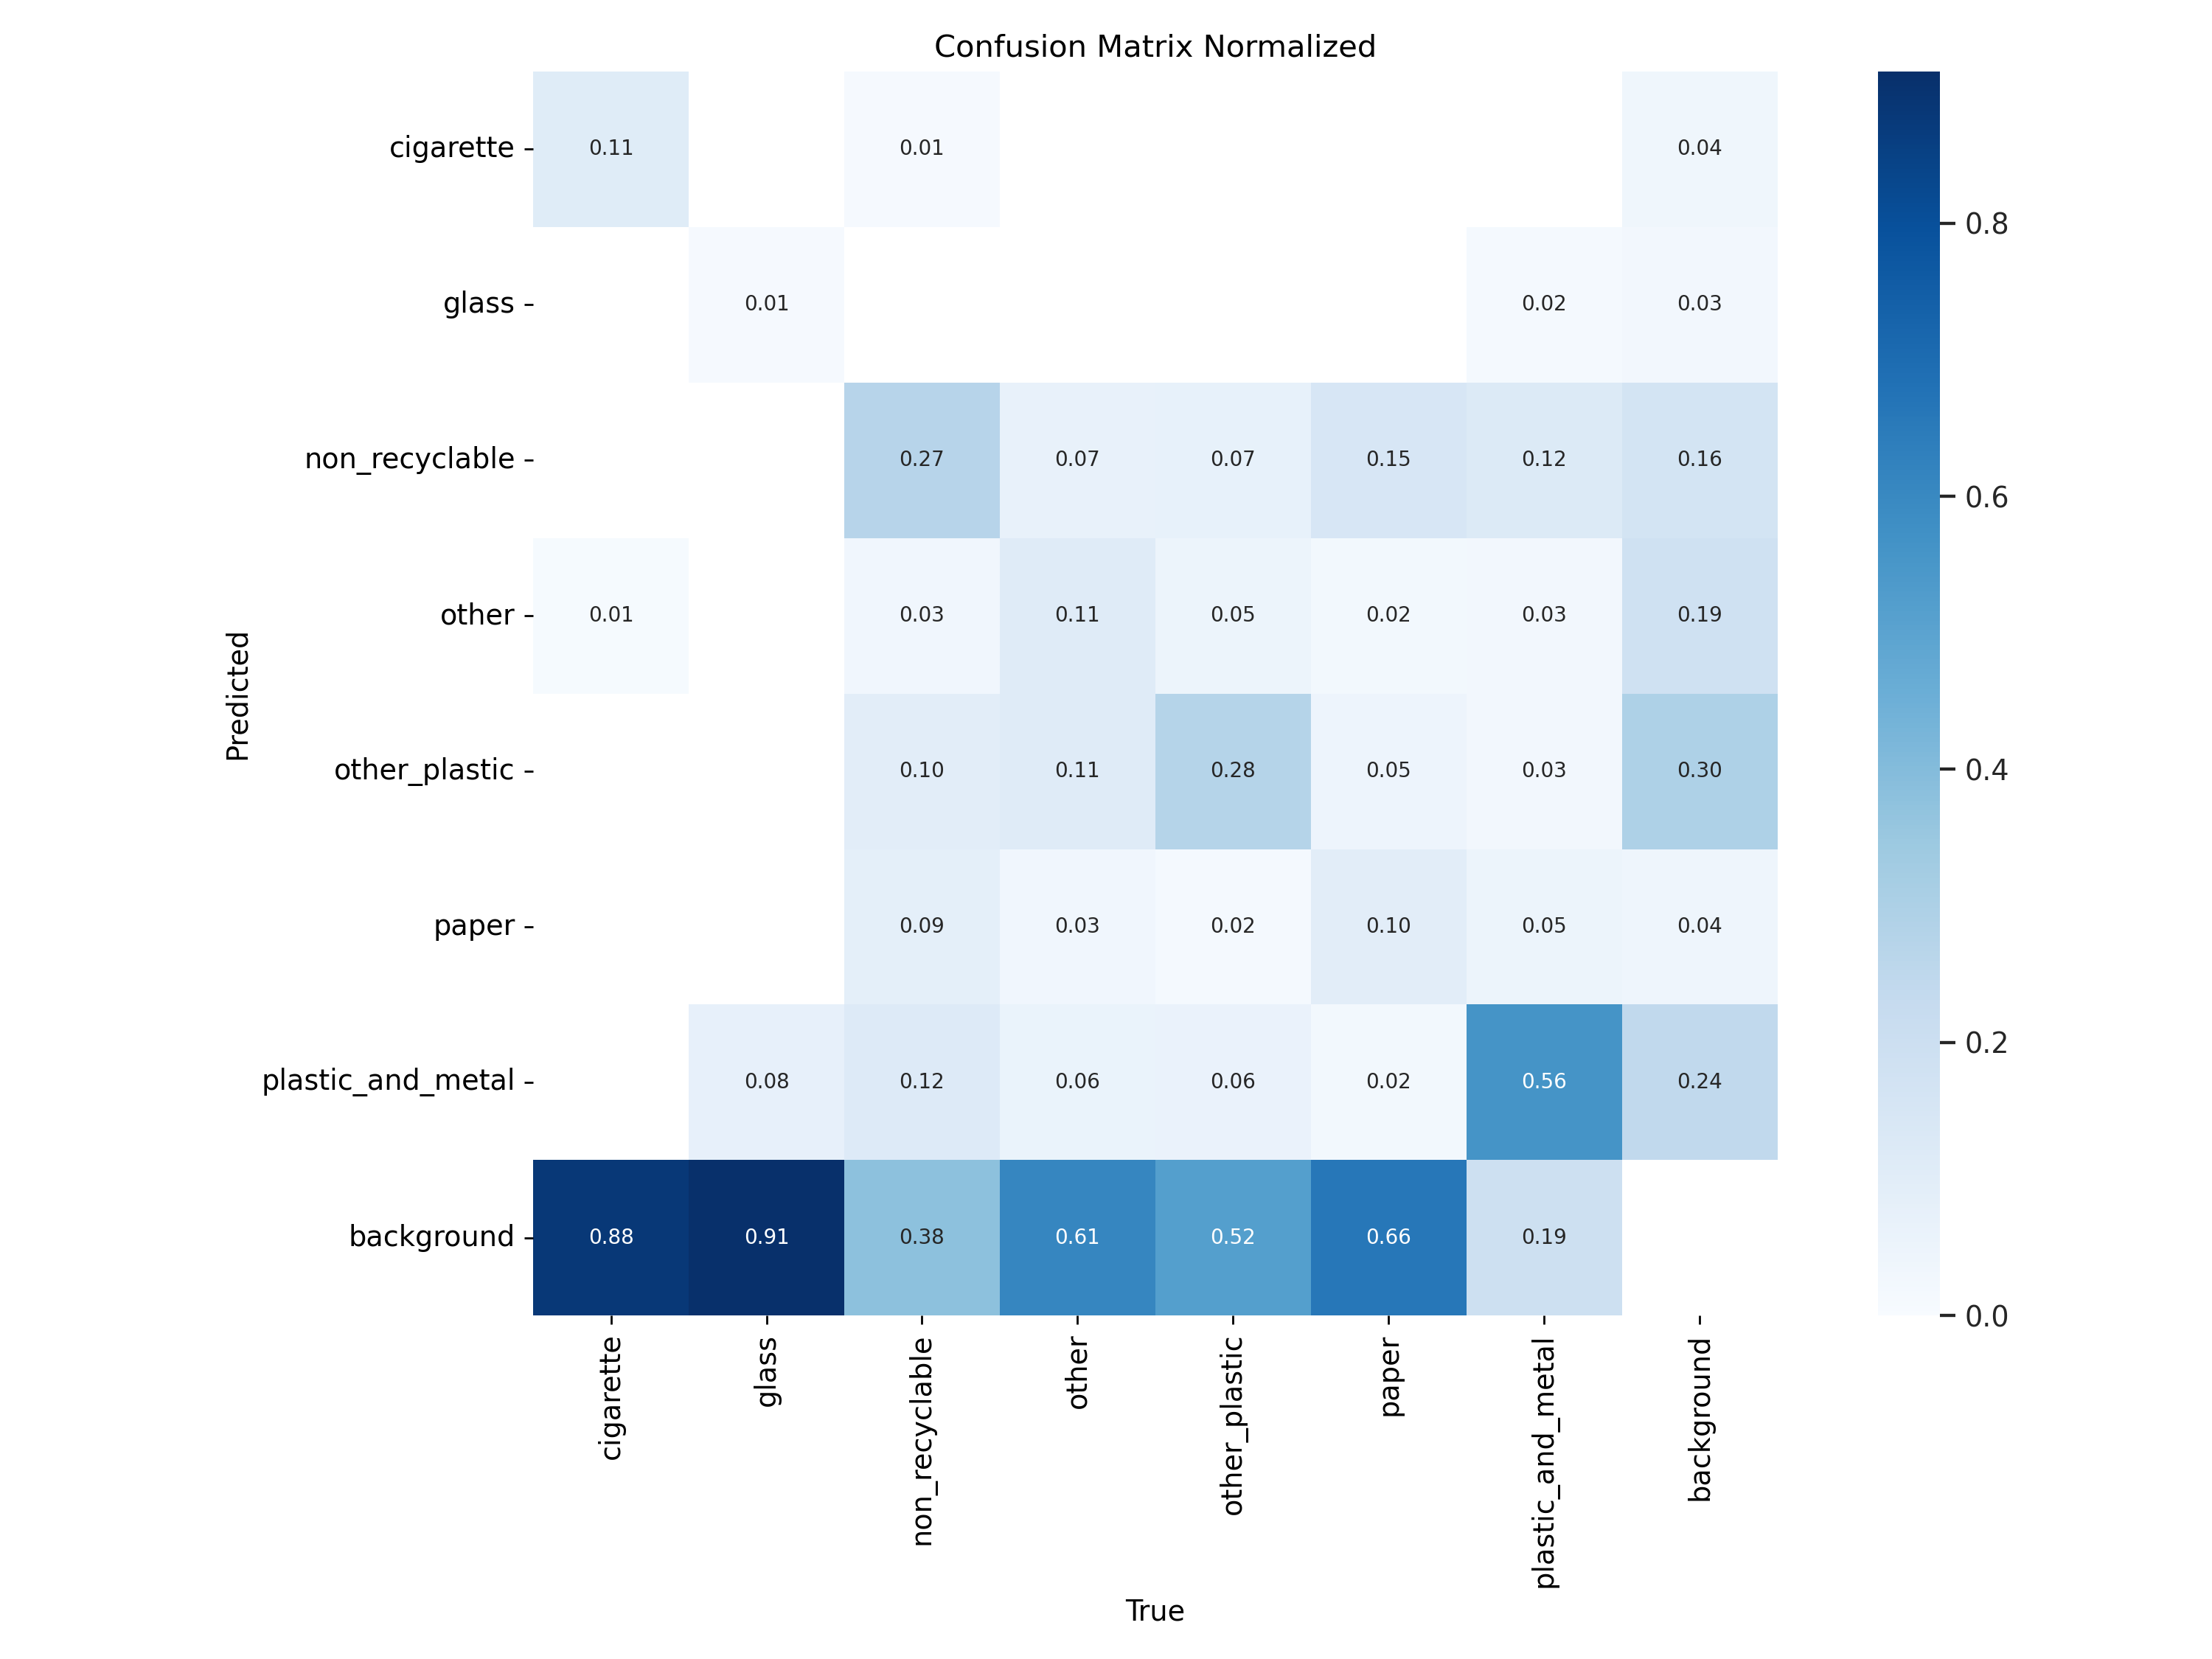 Confusion Matrix Normalized
cigarette 0.11 0.01 0.04
glass 0.01 0.02 0.03
non_recyclable 0.27 0.07 0.07 0.15 0.12 0.16
other 0.01 0.03 0.11 0.05 0.02 0.03 0.19
other_plastic 0.10 0.11 0.28 0.05 0.03 0.30
paper 0.09 0.03 0.02 0.10 0.05 0.04
plastic_and_metal 0.08 0.12 0.06 0.06 0.02 0.56 0.24
background 0.88 0.91 0.38 0.61 0.52 0.66 0.19
Predicted
cigarette glass non_recyclable other other_plastic paper plastic_and_metal background
True
0.8
0.6
0.4
0.2
0.0